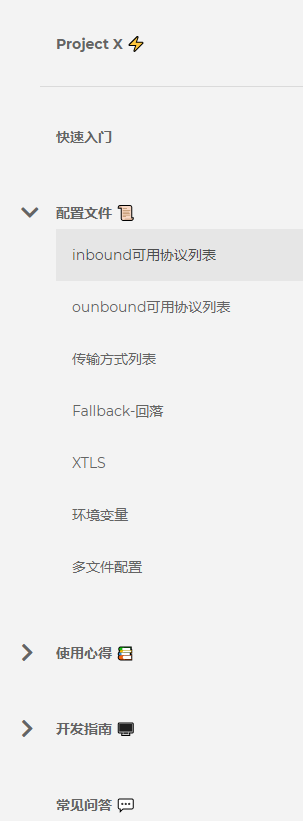 Project X ⚡
快速入门
配置文件 📜
inbound可用协议列表
ounbound可用协议列表
传输方式列表
Fallback-回落
XTLS
环境变量
多文件配置
使用心得 📚
开发指南 🖥
常见问答 💬